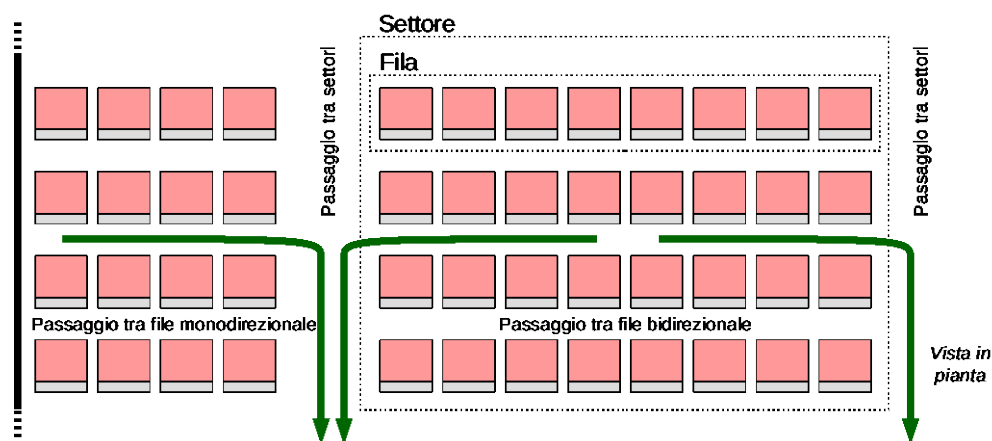 Settore
Fila
Passaggio tra settori
Passaggio tra settori
Passaggio tra file monodirezionale
Passaggio tra file bidirezionale
Vista in
pianta